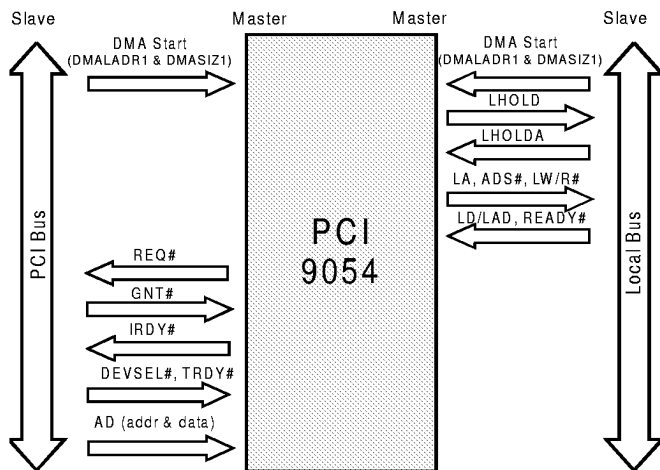 Slave Master Master Slave
DMA Start DMA Start
(DMALADR1 & DMASIZ1) (DMALADR1 & DMASIZ1)
LHOLD
LHOLDA
LA, ADS#, LW/R#
LD/LAD, READY#
PCI
9054
PCI Bus
Local Bus
REQ#
GNT#
IRDY#
DEVSEL#, TRDY#
AD (addr & data)